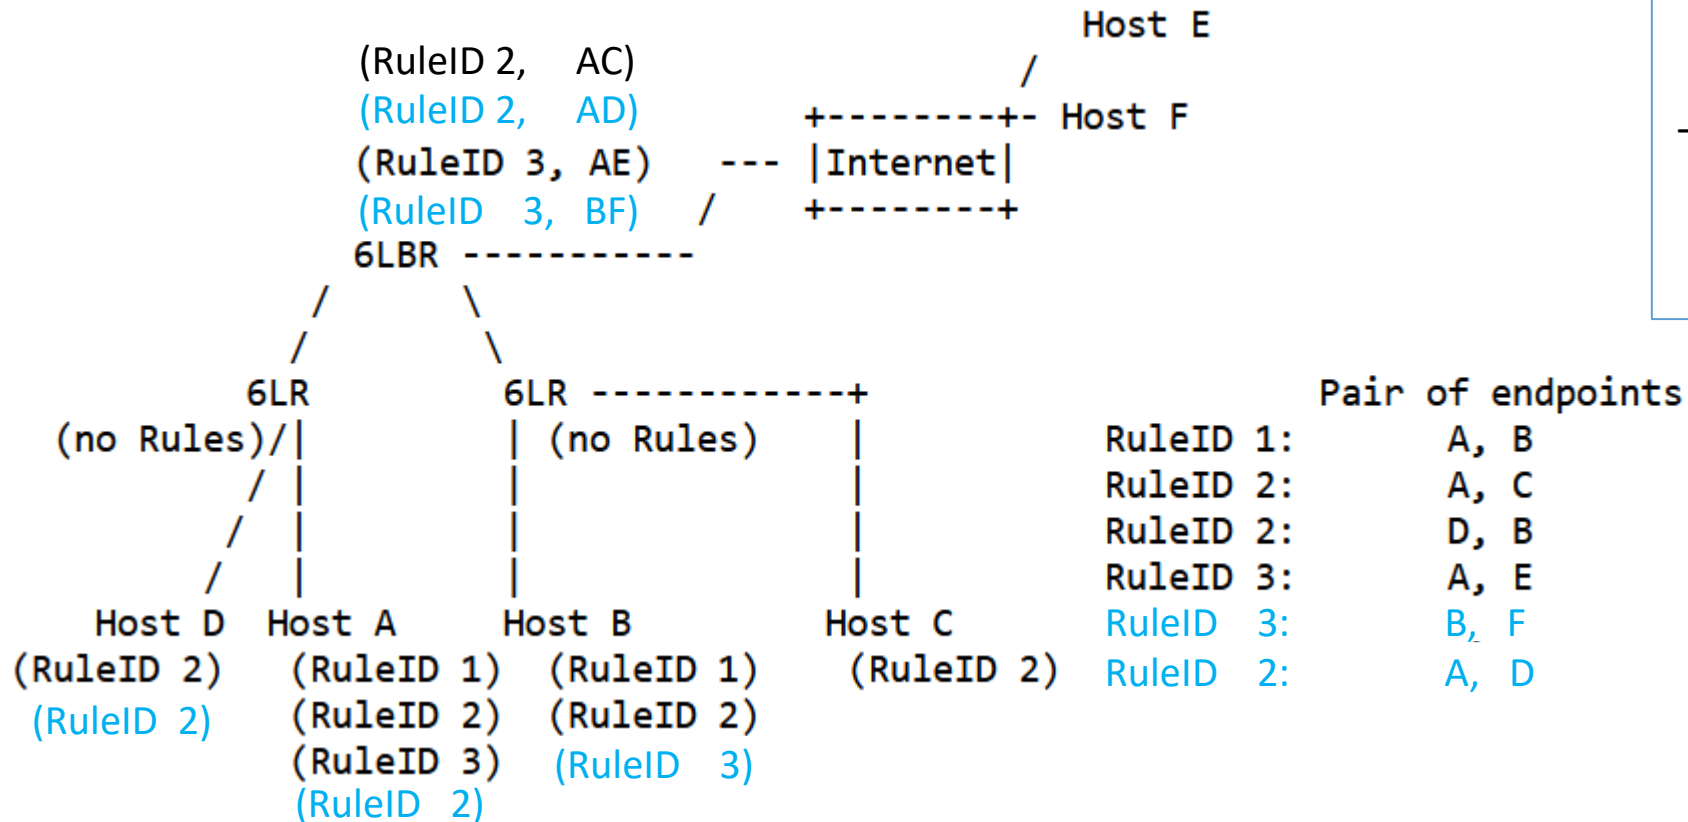 Host E
(RuleID 2, AC)
(RuleID 2, AD)
Host F
(RuleID 3, AE)
Internet
(RuleID 3, BF)
6LBR
6LR
6LR
Pair of endpoints
(no Rules)
(no Rules)
RuleID 1: A, B
RuleID 2: A, C
RuleID 2: D, B
RuleID 3: A, E
Host D
Host A
Host B
Host C
RuleID 3: B, F
(RuleID 2)
(RuleID 1)
(RuleID 1)
(RuleID 2)
RuleID 2: A, D
(RuleID 2)
(RuleID 2)
(RuleID 2)
(RuleID 3)
(RuleID 3)
(RuleID 2)